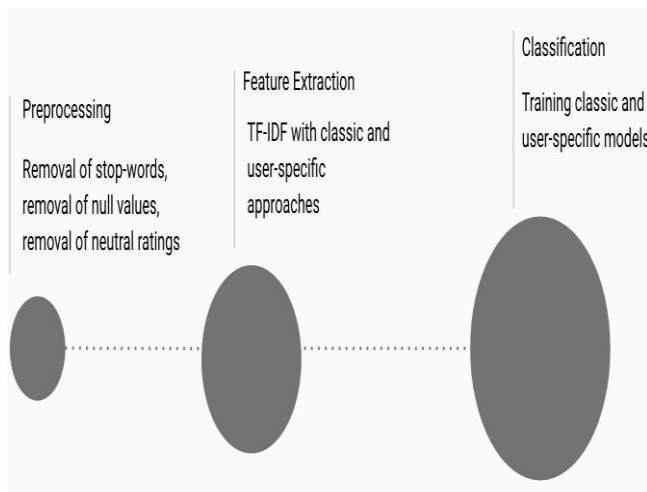 Preprocessing
Removal of stop-words,
removal of null values,
removal of neutral ratings
Feature Extraction
TF-IDF with classic and
user-specific
approaches
Classification
Training classic and
user-specific models